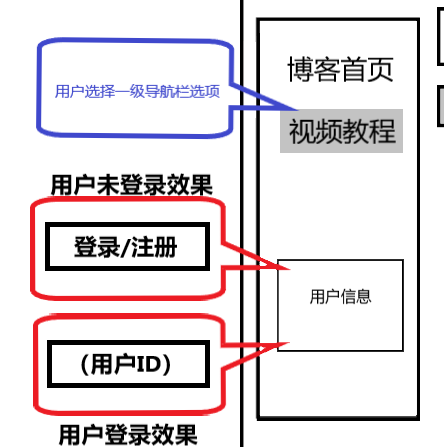 博客首页
用户选择一级导航栏选项
视频教程
用户未登录效果
登录/注册
用户信息
（用户ID）
用户登录效果